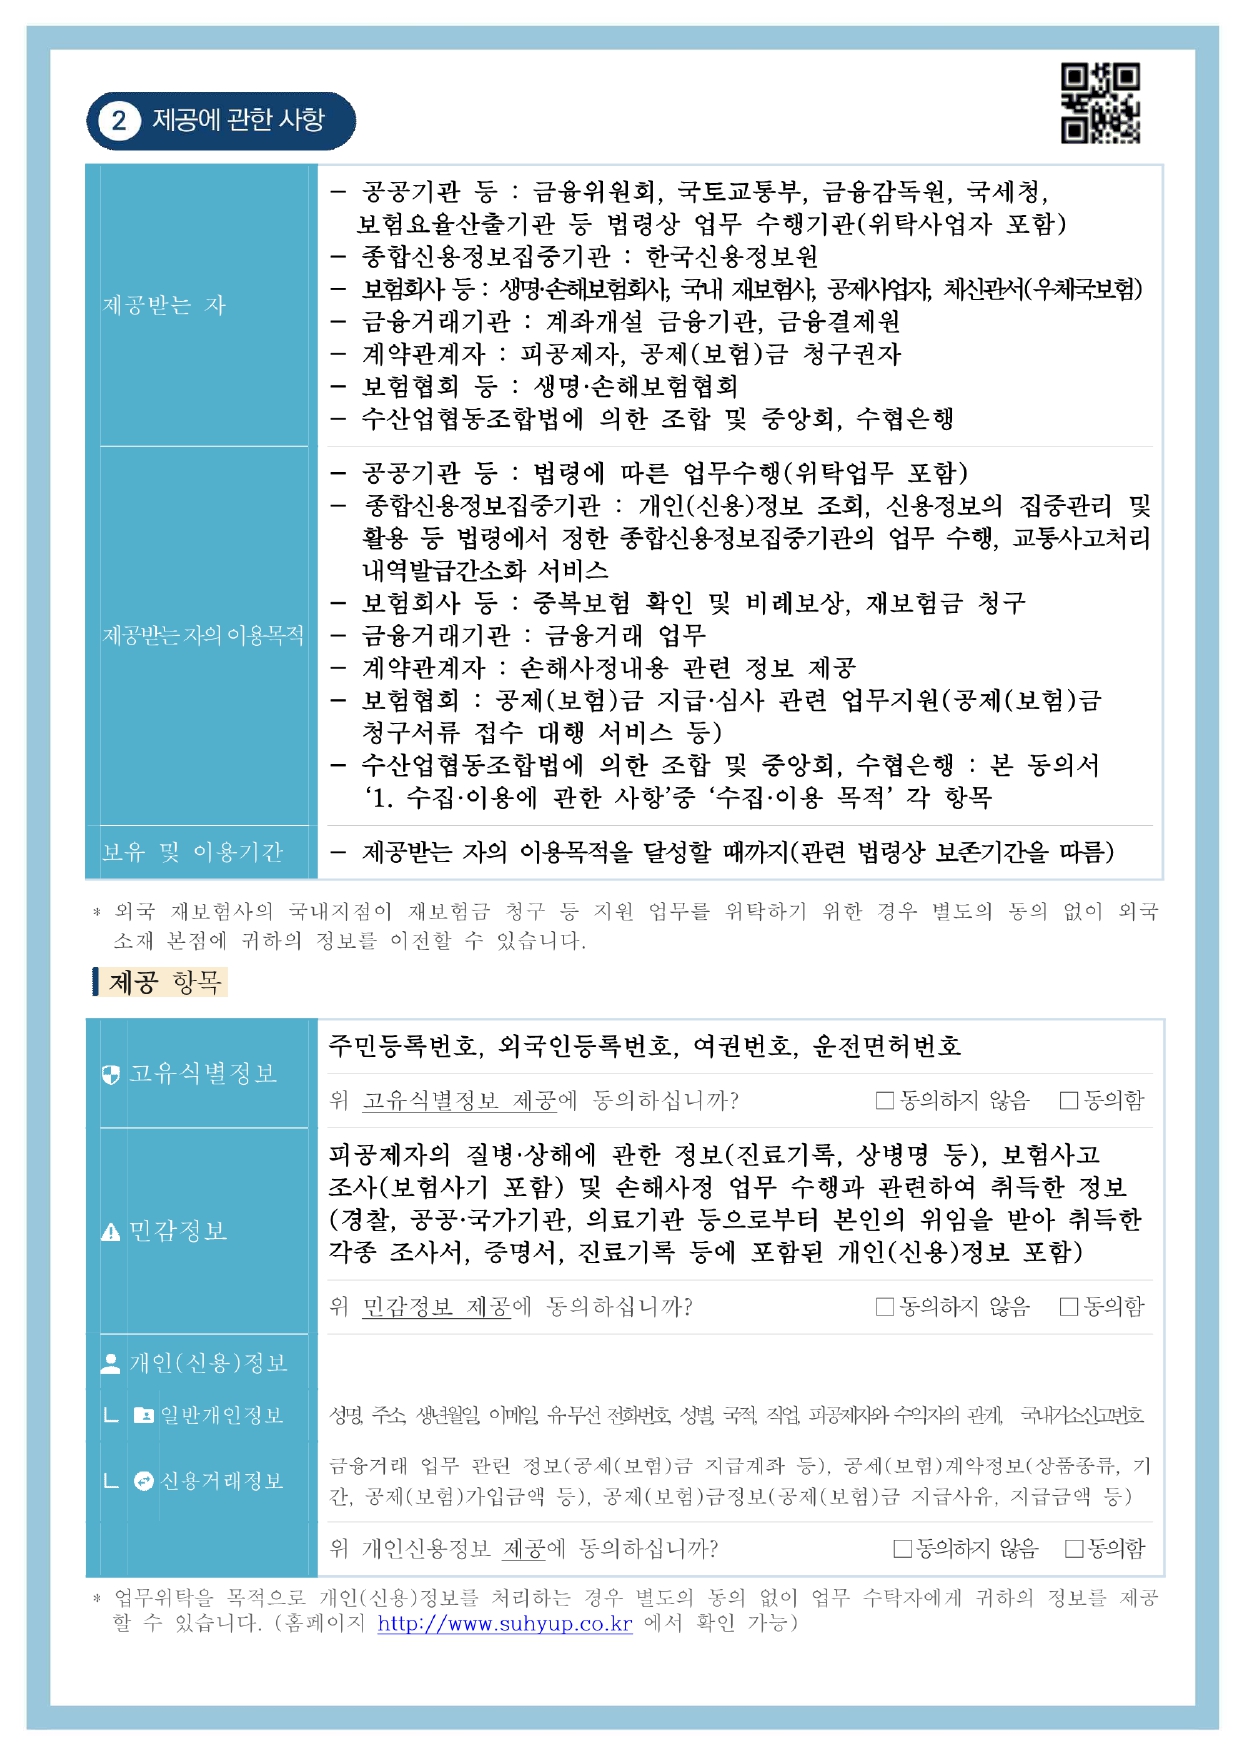 2 제공에 관한 사항
제공받는 자
– 공공기관 등 : 금융위원회, 국토교통부, 금융감독원, 국세청,
보험요율산출기관 등 법령상 업무 수행기관(위탁사업자 포함)
– 종합신용정보집중기관 : 한국신용정보원
– 보험회사 등 : 생명·손해보험회사, 국내 재보험사, 공제사업자, 체신관서(우체국보험)
– 금융거래기관 : 계좌개설 금융기관, 금융결제원
– 계약관계자 : 피공제자, 공제(보험)금 청구권자
– 보험협회 등 : 생명·손해보험협회
– 수산업협동조합법에 의한 조합 및 중앙회, 수협은행
제공받는 자의 이용목적
– 공공기관 등 : 법령에 따른 업무수행(위탁업무 포함)
– 종합신용정보집중기관 : 개인(신용)정보 조회, 신용정보의 집중관리 및
활용 등 법령에서 정한 종합신용정보집중기관의 업무 수행, 교통사고처리
내역발급간소화 서비스
– 보험회사 등 : 중복보험 확인 및 비례보상, 재보험금 청구
– 금융거래기관 : 금융거래 업무
– 계약관계자 : 손해사정내용 관련 정보 제공
– 보험협회 : 공제(보험)금 지급·심사 관련 업무지원(공제(보험)금
청구서류 접수 대행 서비스 등)
– 수산업협동조합법에 의한 조합 및 중앙회, 수협은행 : 본 동의서
‘1. 수집·이용에 관한 사항’중 ‘수집·이용 목적’ 각 항목
보유 및 이용기간
– 제공받는 자의 이용목적을 달성할 때까지(관련 법령상 보존기간을 따름)
* 외국 재보험사의 국내지점이 재보험금 청구 등 지원 업무를 위탁하기 위한 경우 별도의 동의 없이 외국
소재 본점에 귀하의 정보를 이전할 수 있습니다.
제공 항목
고유식별정보
주민등록번호, 외국인등록번호, 여권번호, 운전면허번호
위 고유식별정보 제공에 동의하십니까? □동의하지 않음 □동의함
민감정보
피공제자의 질병·상해에 관한 정보(진료기록, 상병명 등), 보험사고
조사(보험사기 포함) 및 손해사정 업무 수행과 관련하여 취득한 정보
(경찰, 공공·국가기관, 의료기관 등으로부터 본인의 위임을 받아 취득한
각종 조사서, 증명서, 진료기록 등에 포함된 개인(신용)정보 포함)
위 민감정보 제공에 동의하십니까? □동의하지 않음 □동의함
개인(신용)정보
ㄴ 일반개인정보
성명, 주소, 생년월일, 이메일, 유·무선 전화번호, 성별, 국적, 직업, 피공제자와 수익자의 관계, 국내거소신고번호
ㄴ 신용거래정보
금융거래 업무 관련 정보(공제(보험)금 지급계좌 등), 공제(보험)계약정보(상품종류, 기
간, 공제(보험)가입금액 등), 공제(보험)금정보(공제(보험)금 지급사유, 지급금액 등)
위 개인신용정보 제공에 동의하십니까? □동의하지 않음 □동의함
* 업무위탁을 목적으로 개인(신용)정보를 처리하는 경우 별도의 동의 없이 업무 수탁자에게 귀하의 정보를 제공
할 수 있습니다. (홈페이지 http://www.suhyup.co.kr 에서 확인 가능)